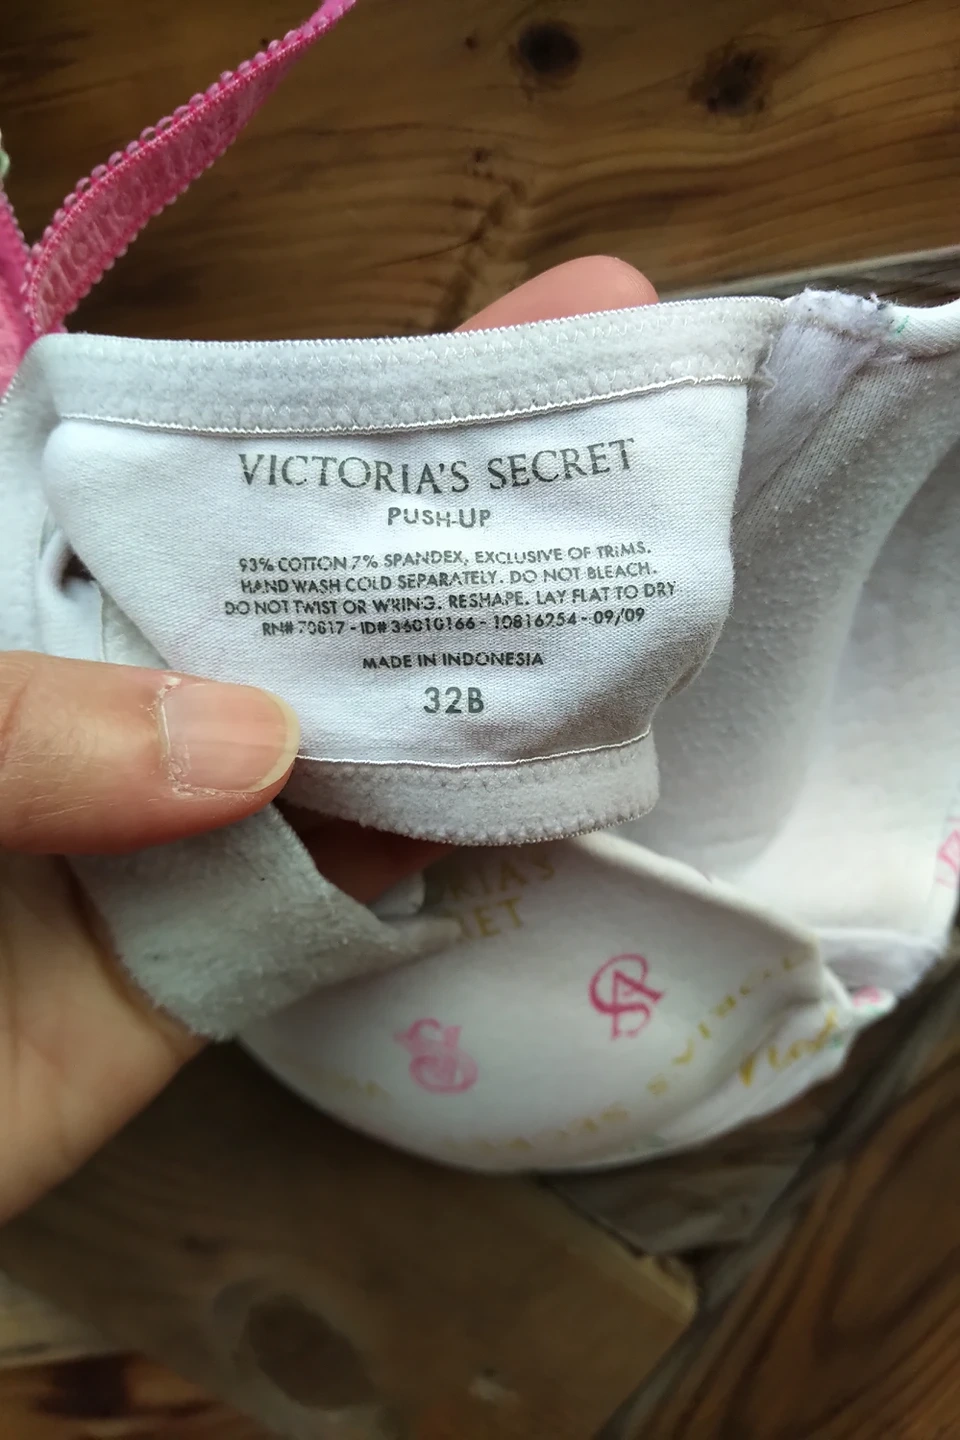 VICTORIA'S SECRET
PUSH-UP
93% COTTON 7% SPANDEX, EXCLUSIVE OF TRIMS.
HAND WASH COLD SEPARATELY. DO NOT BLEACH.
DO NOT TWIST OR WRING. RESHAPE. LAY FLAT TO DRY
RN# 70817 - ID# 36010166 - 10816254 - 09/09
MADE IN INDONESIA
32B